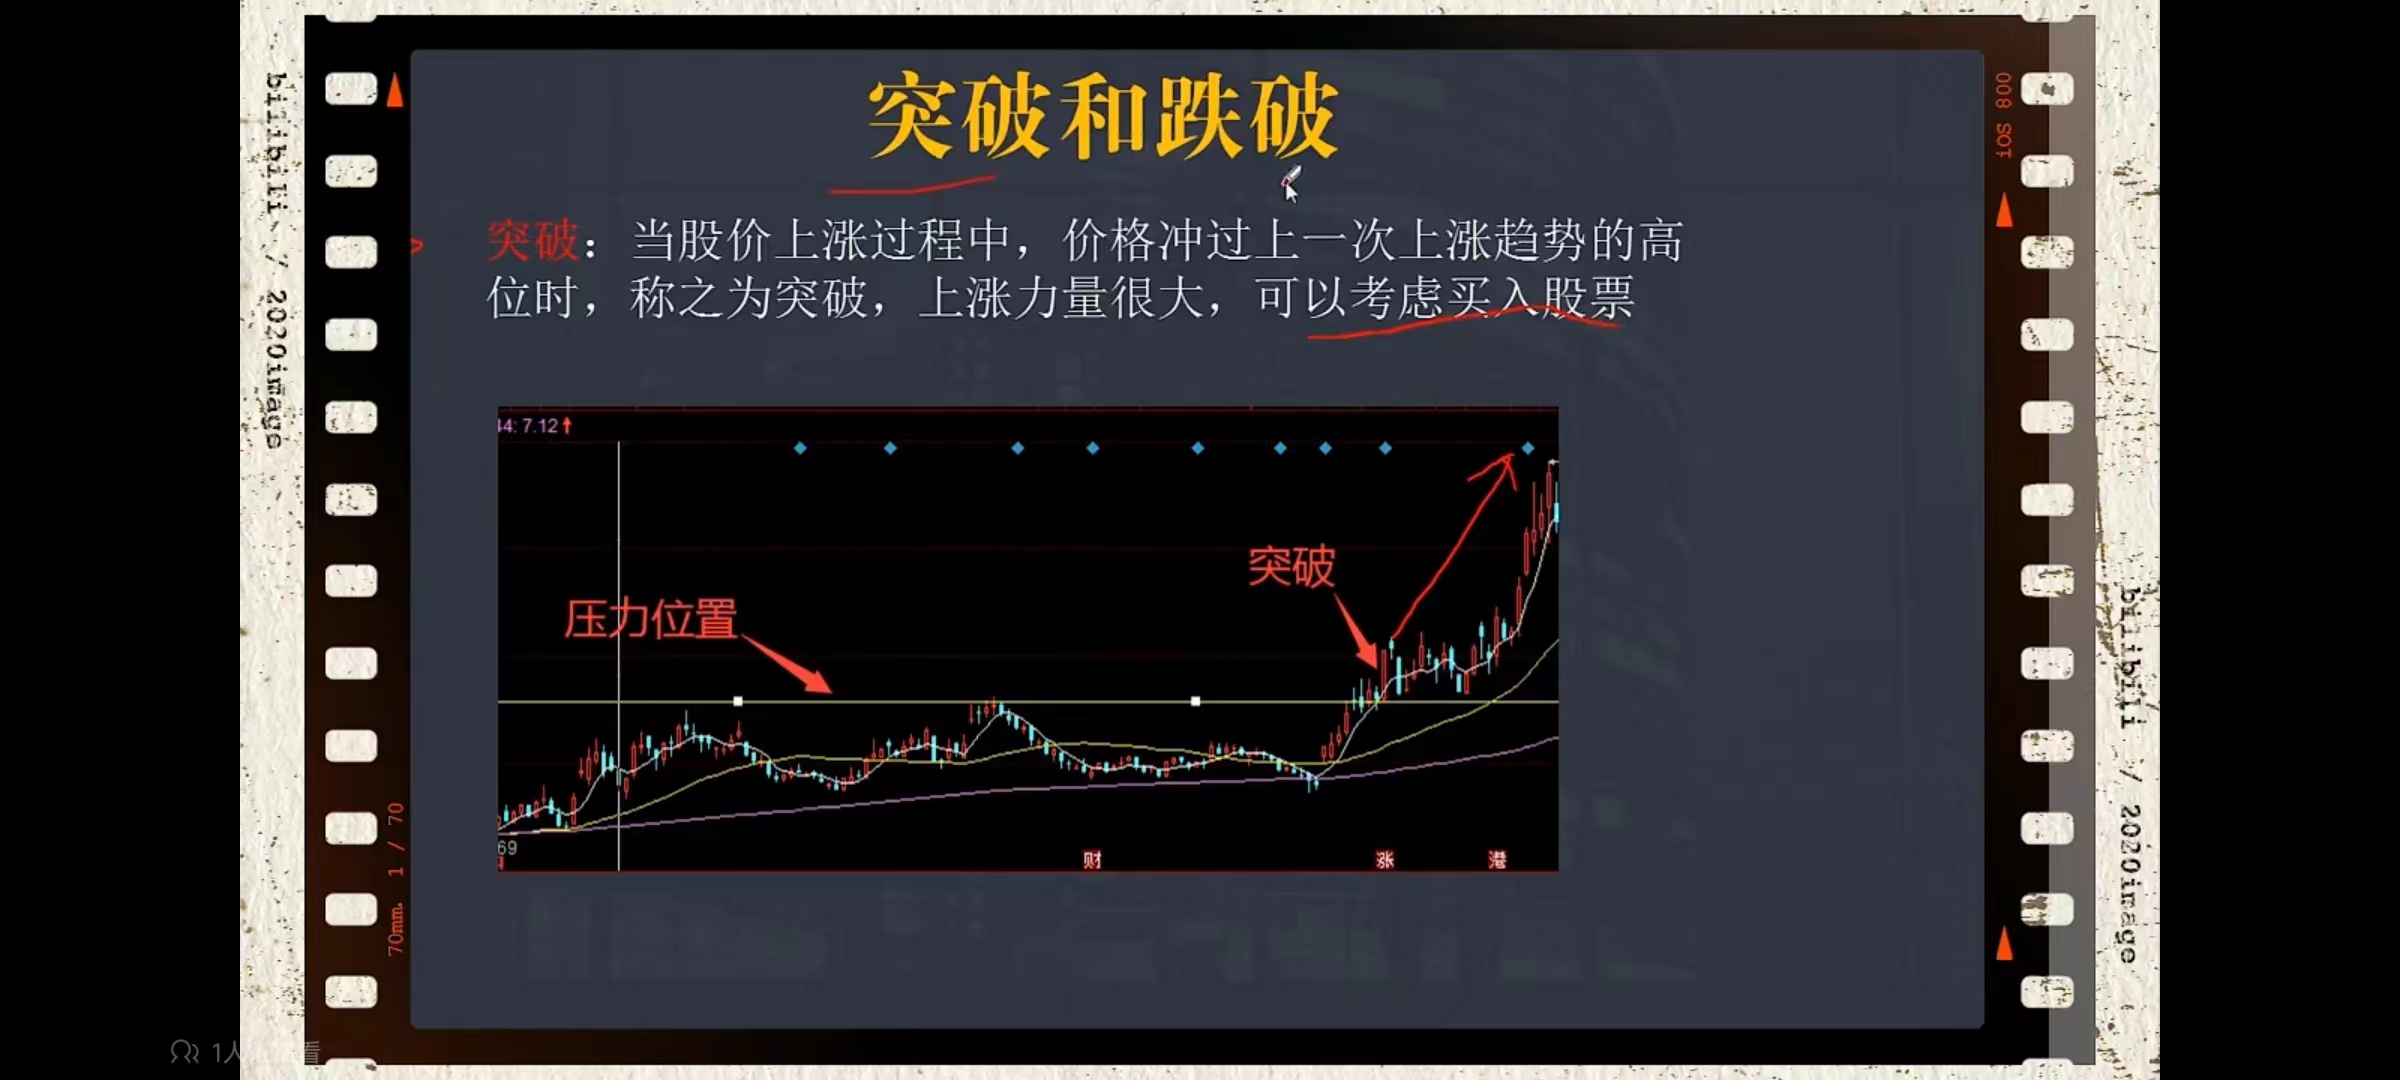 突破和跌破
突破：当股价上涨过程中，价格冲过上一次上涨趋势的高
位时，称之为突破，上涨力量很大，可以考虑买入股票
44: 7.12
突破
压力位置
69
财
涨
港
bilibili / 2020image
70mm. 1 / 70
iOS 800
bilibili / 2020image
1人
看